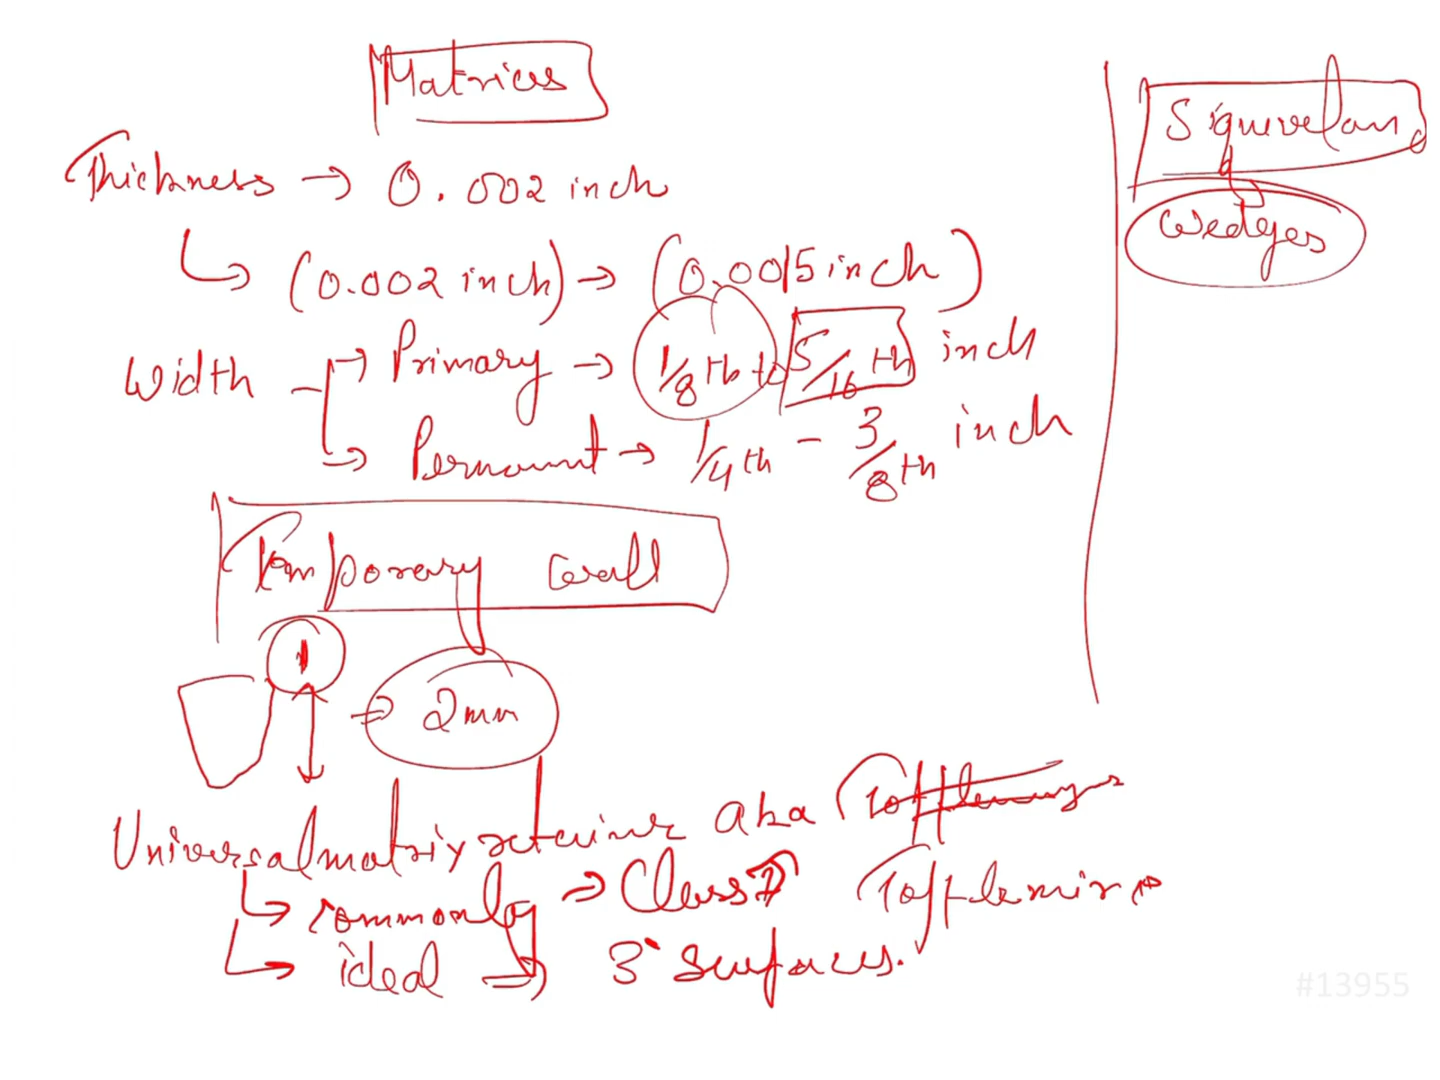 Matrices
Thickness → 0.002 inch
(0.002 inch) → (0.0015 inch)
Width → Primary → 1/8th to 5/16th inch
→ Permanent → 1/4th - 3/8th inch
Temporary wall
1 → 2mm
Universal matrix retainer aka
Tofflemire
→ commonly → Class II
→ ideal → 3 surfaces.
Siquveland
wedges
#13955